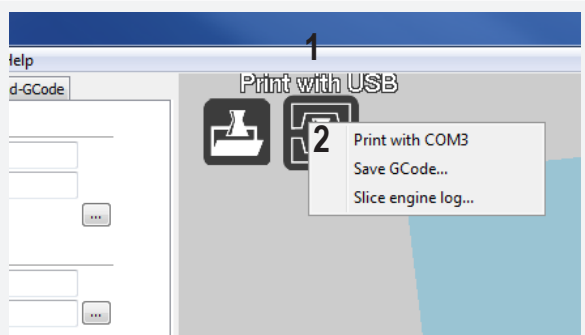 1
Help
d-GCode
Print with USB
2
Print with COM3
Save GCode...
Slice engine log...
...
...